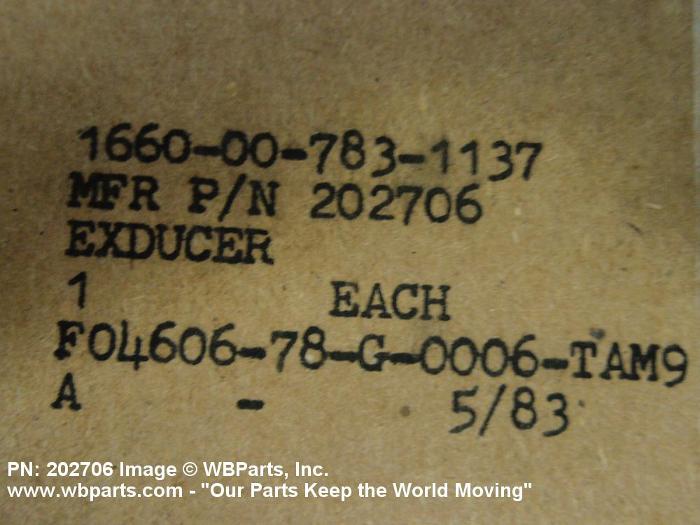 1660-00-783-1137
MFR P/N 202706
EXDUCER
1 EACH
F04606-78-G-0006-TAM9
A - 5/83
PN: 202706 Image © WBParts, Inc.
www.wbparts.com - "Our Parts Keep the World Moving"